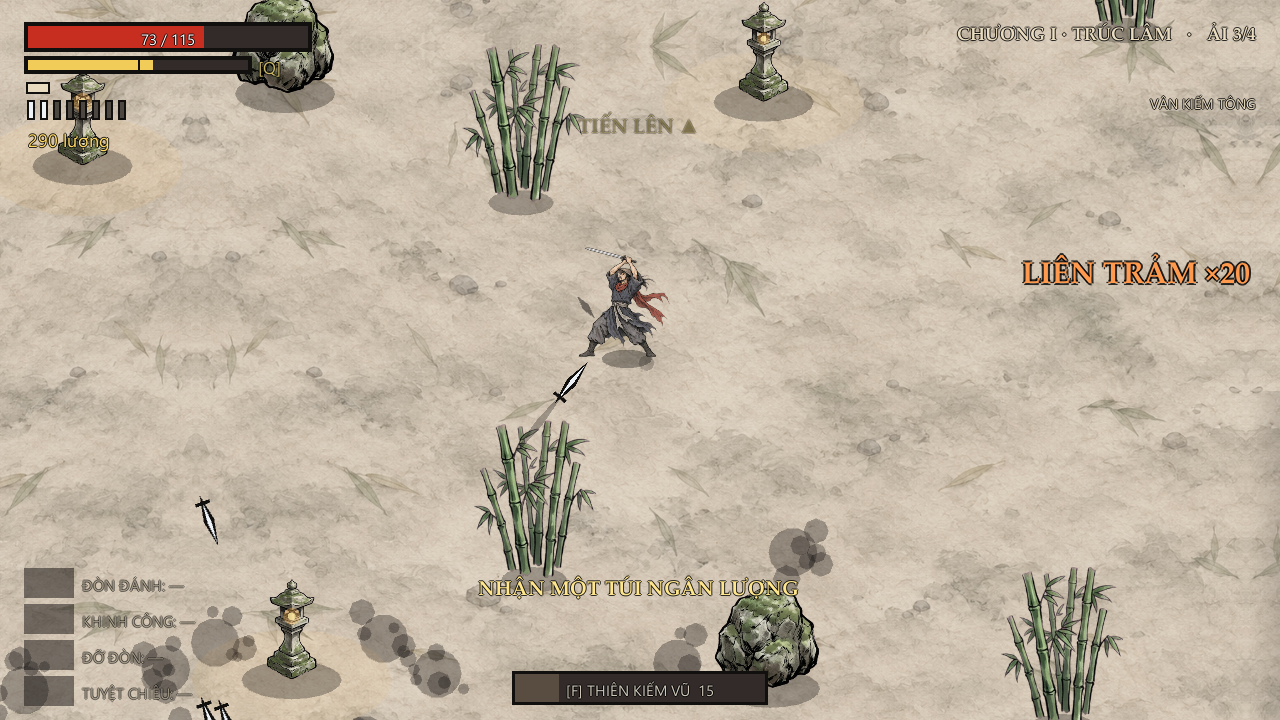 73 / 115
[Q]
290 lượng
CHƯƠNG I · TRÚC LÂM · ẢI 3/4
VÂN KIẾM TÔNG
TIẾN LÊN ▲
LIÊN TRẢM ×20
NHẬN MỘT TÚI NGÂN LƯỢNG
ĐÒN ĐÁNH: —
KHINH CÔNG: —
ĐỠ ĐÒN: —
TUYỆT CHIÊU: —
[F] THIÊN KIẾM VŨ 15